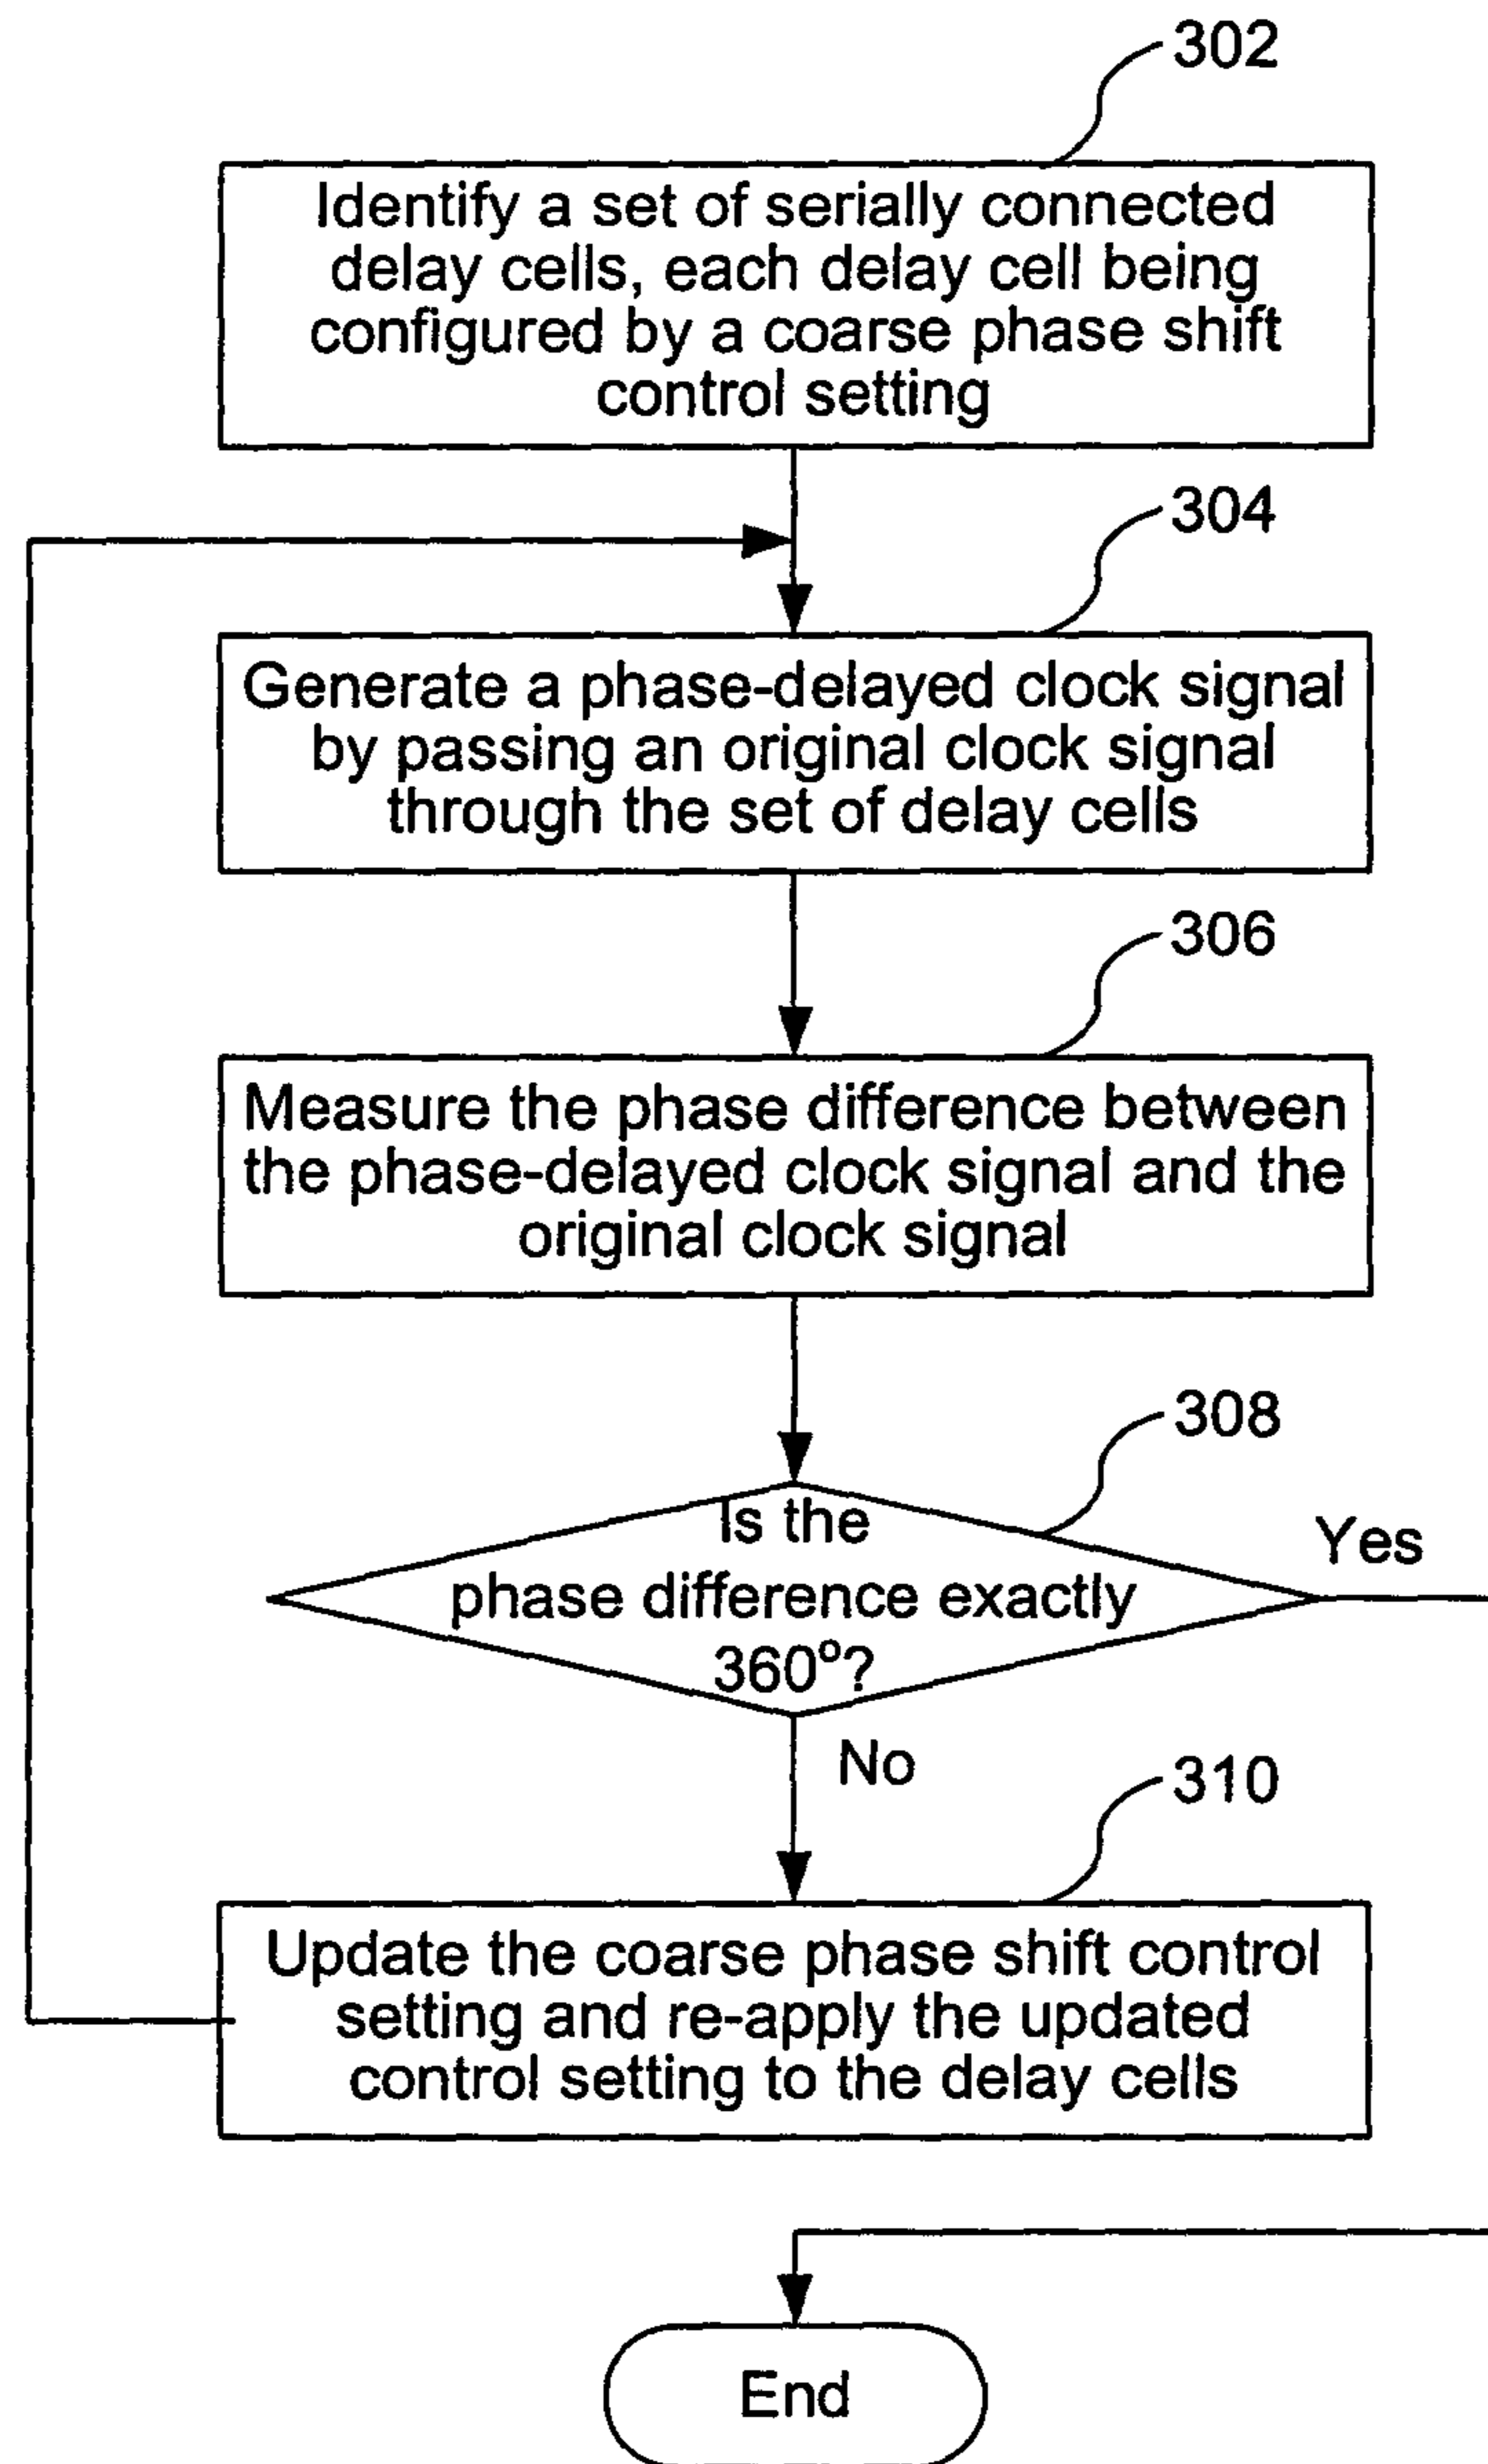 302
Identify a set of serially connected
delay cells, each delay cell being
configured by a coarse phase shift
control setting
304
Generate a phase-delayed clock signal
by passing an original clock signal
through the set of delay cells
306
Measure the phase difference between
the phase-delayed clock signal and the
original clock signal
308
Is the
phase difference exactly
360°?
Yes
No
310
Update the coarse phase shift control
setting and re-apply the updated
control setting to the delay cells
End